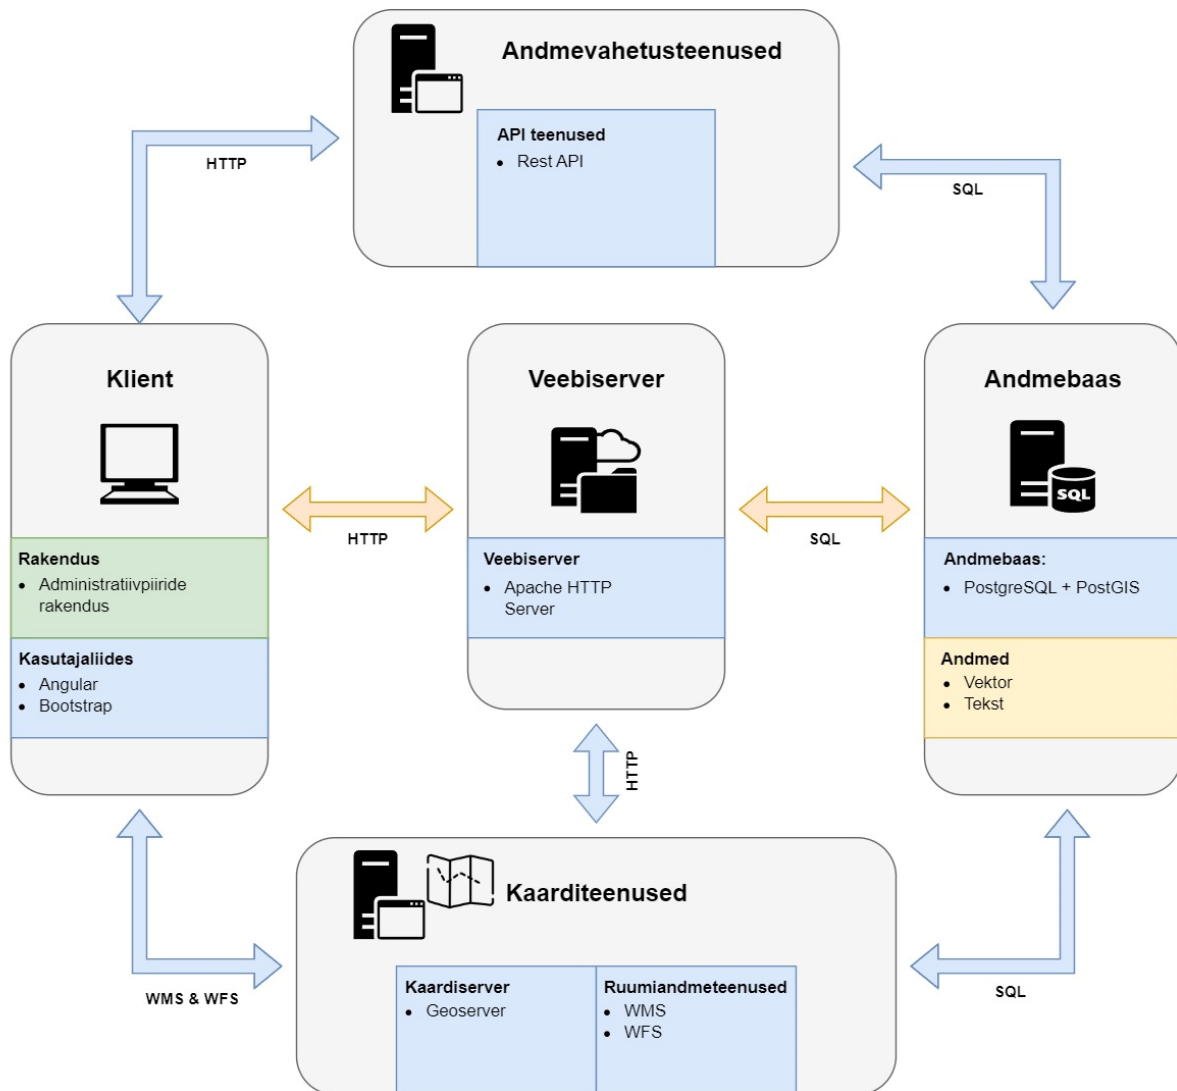 Andmevahetusteenused
API teenused
• Rest API
HTTP
SQL
Klient
Rakendus
• Administratiivpiiride
rakendus
Kasutajaliides
• Angular
• Bootstrap
HTTP
Veebiserver
Veebiserver
• Apache HTTP
Server
SQL
Andmebaas
SQL
Andmebaas:
• PostgreSQL + PostGIS
Andmed
• Vektor
• Tekst
HTTP
WMS & WFS
Kaarditeenused
Kaardiserver
• Geoserver
Ruumiandmeteenused
• WMS
• WFS
SQL